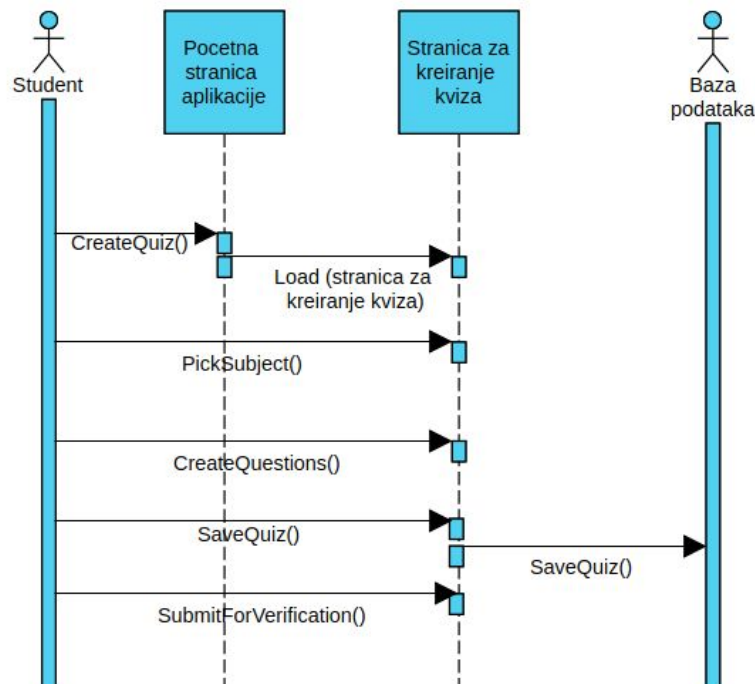 Student
Pocetna
stranica
aplikacije
Stranica za
kreiranje
kviza
Baza
podataka
CreateQuiz()
Load (stranica za
kreiranje kviza)
PickSubject()
CreateQuestions()
SaveQuiz()
SaveQuiz()
SubmitForVerification()